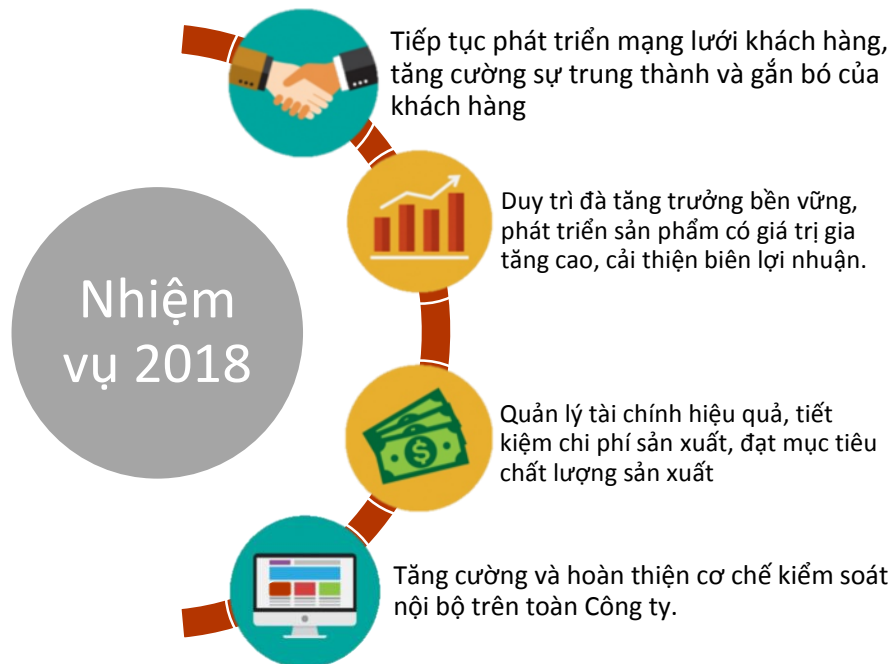 Tiếp tục phát triển mạng lưới khách hàng,
tăng cường sự trung thành và gắn bó của
khách hàng
Duy trì đà tăng trưởng bền vững,
phát triển sản phẩm có giá trị gia
tăng cao, cải thiện biên lợi nhuận.
Nhiệm
vụ 2018
Quản lý tài chính hiệu quả, tiết
kiệm chi phí sản xuất, đạt mục tiêu
chất lượng sản xuất
Tăng cường và hoàn thiện cơ chế kiểm soát
nội bộ trên toàn Công ty.